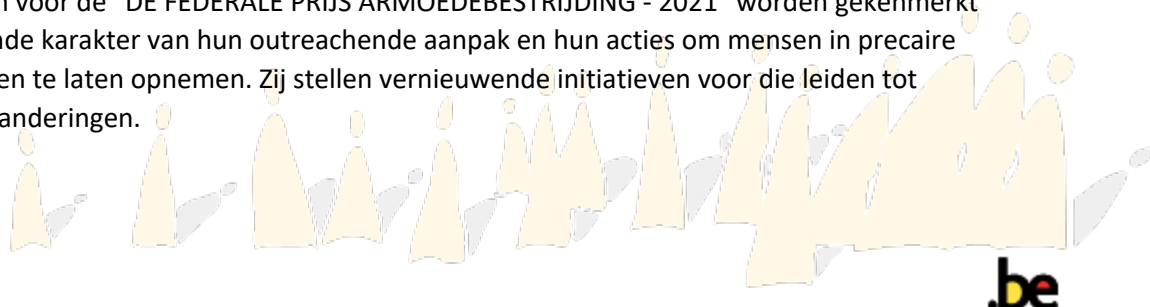 n voor de "DE FEDERALE PRIJS ARMOEDEBESTRIJDING - 2021" worden gekenmerkt
nde karakter van hun outreachende aanpak en hun acties om mensen in precaire
en te laten opnemen. Zij stellen vernieuwende initiatieven voor die leiden tot
anderingen.
.be